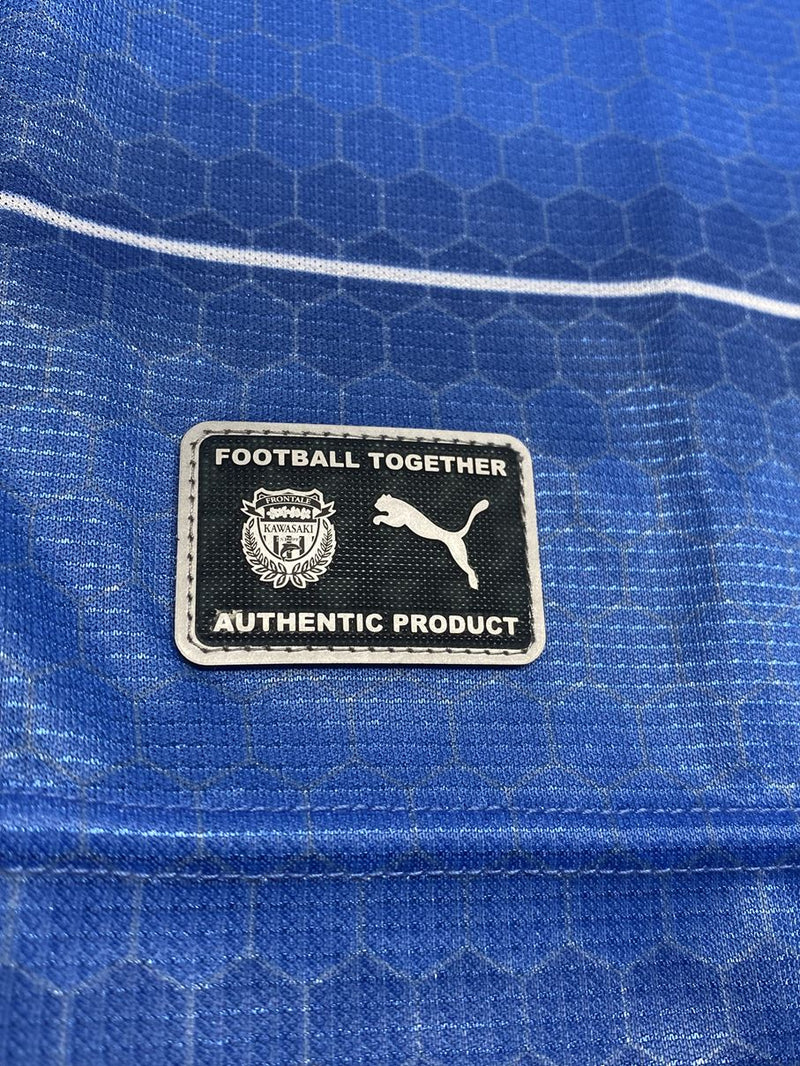 FOOTBALL TOGETHER
FRONTALE
KAWASAKI
AUTHENTIC PRODUCT